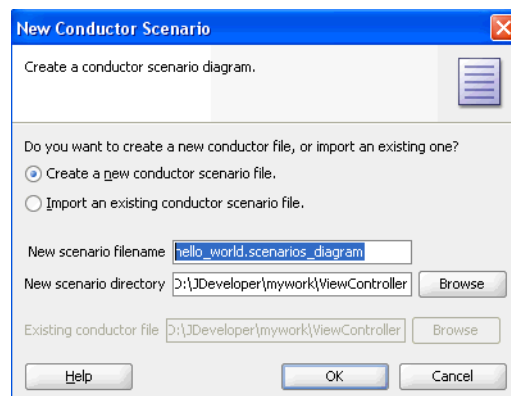 New Conductor Scenario
Create a conductor scenario diagram.
Do you want to create a new conductor file, or import an existing one?
Create a new conductor scenario file.
Import an existing conductor scenario file.
New scenario filename hello_world.scenarios_diagram
New scenario directory D:\JDeveloper\mywork\ViewController Browse
Existing conductor file D:\JDeveloper\mywork\ViewController Browse
Help OK Cancel